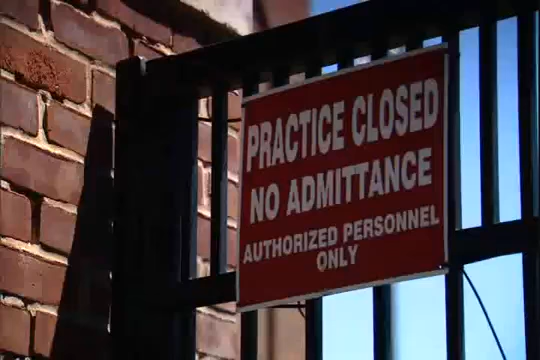 PRACTICE CLOSED
NO ADMITTANCE
AUTHORIZED PERSONNEL
ONLY